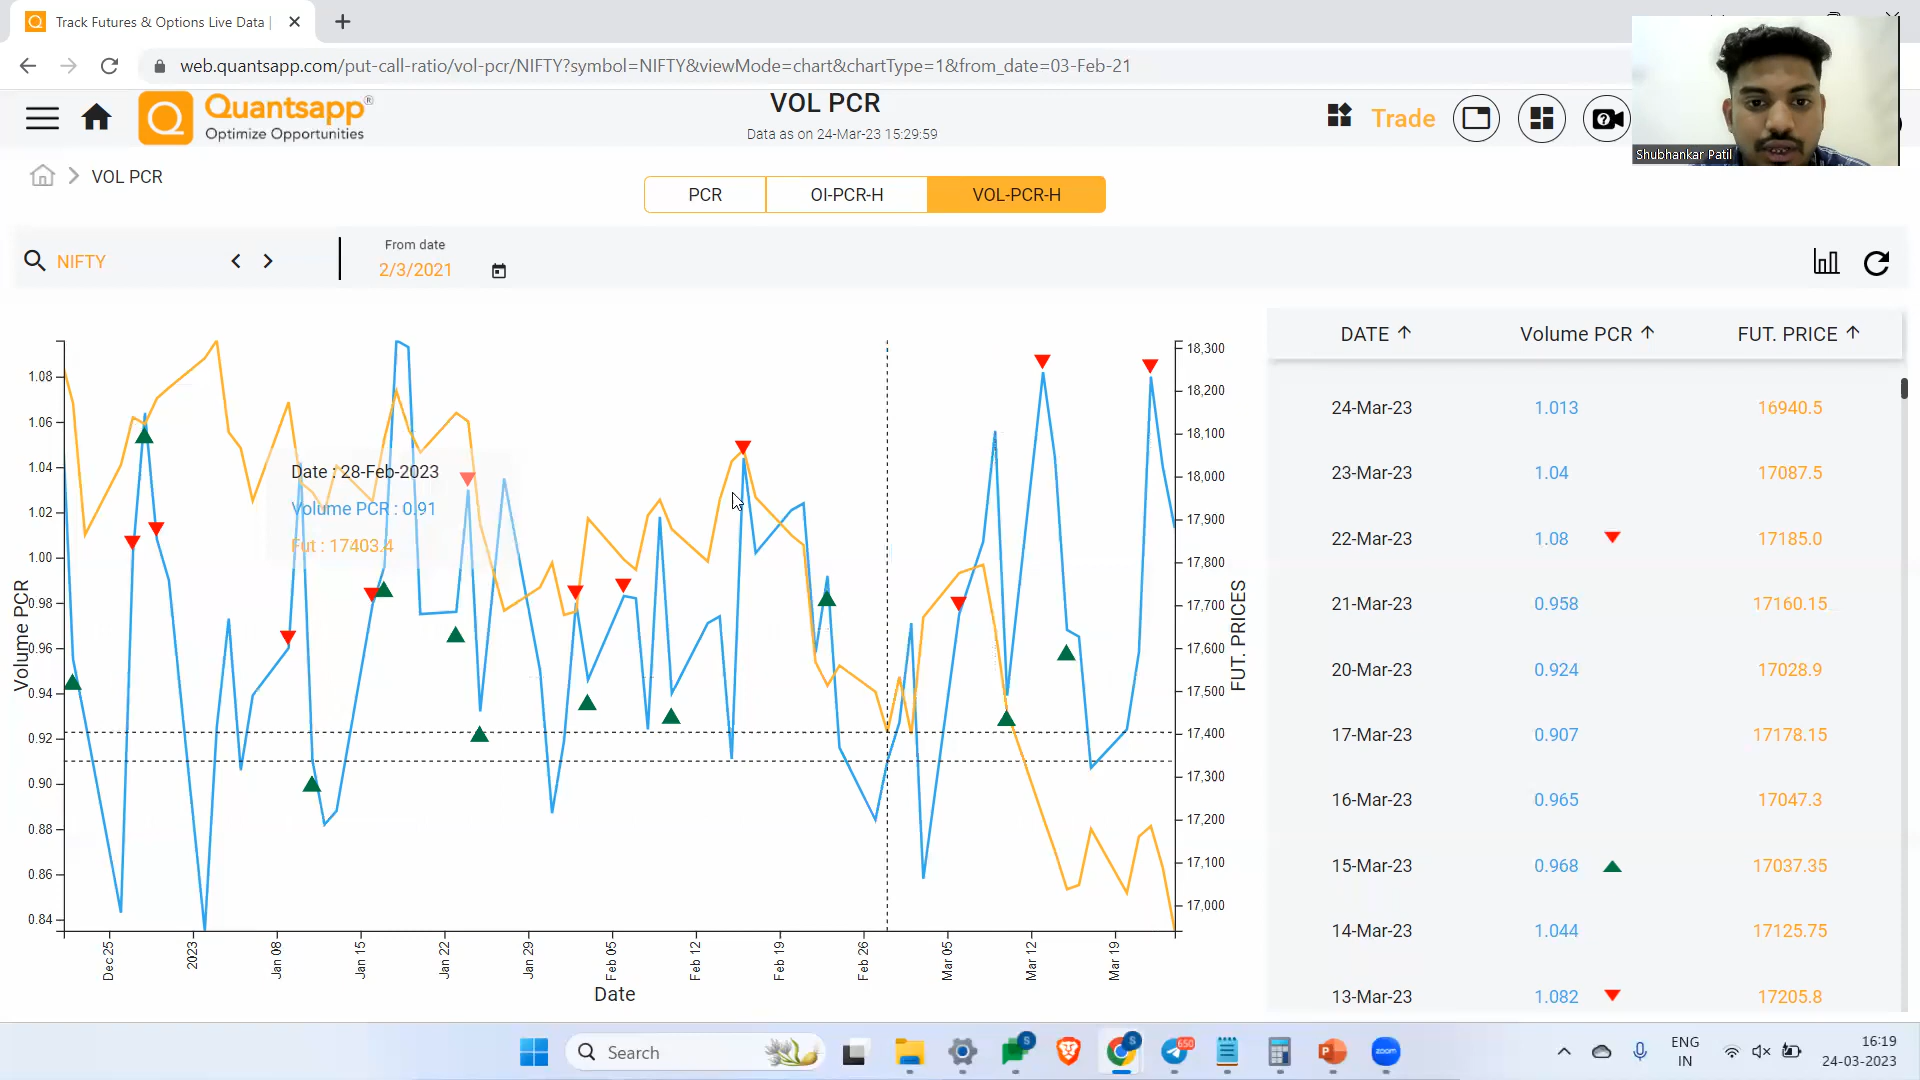 Track Futures & Options Live Data |
web.quantsapp.com/put-call-ratio/vol-pcr/NIFTY?symbol=NIFTY&viewMode=chart&chartType=1&from_date=03-Feb-21
Quantsapp®
Optimize Opportunities
VOL PCR
Data as on 24-Mar-23 15:29:59
Trade
Shubhankar Patil
VOL PCR
PCR
OI-PCR-H
VOL-PCR-H
NIFTY
From date
2/3/2021
Volume PCR
1.08
1.06
1.04
1.02
1.00
0.98
0.96
0.94
0.92
0.90
0.88
0.86
0.84
Date : 28-Feb-2023
Volume PCR : 0.91
Fut : 17403.4
18,300
18,200
18,100
18,000
17,900
17,800
17,700
17,600
17,500
17,400
17,300
17,200
17,100
17,000
FUT. PRICES
Dec 25
2023
Jan 08
Jan 15
Jan 22
Jan 29
Feb 05
Feb 12
Feb 19
Feb 26
Mar 05
Mar 12
Mar 19
Date
DATE Volume PCR FUT. PRICE
24-Mar-23 1.013 16940.5
23-Mar-23 1.04 17087.5
22-Mar-23 1.08 17185.0
21-Mar-23 0.958 17160.15
20-Mar-23 0.924 17028.9
17-Mar-23 0.907 17178.15
16-Mar-23 0.965 17047.3
15-Mar-23 0.968 17037.35
14-Mar-23 1.044 17125.75
13-Mar-23 1.082 17205.8
Search
S
S
650
zoom
ENG
IN
16:19
24-03-2023